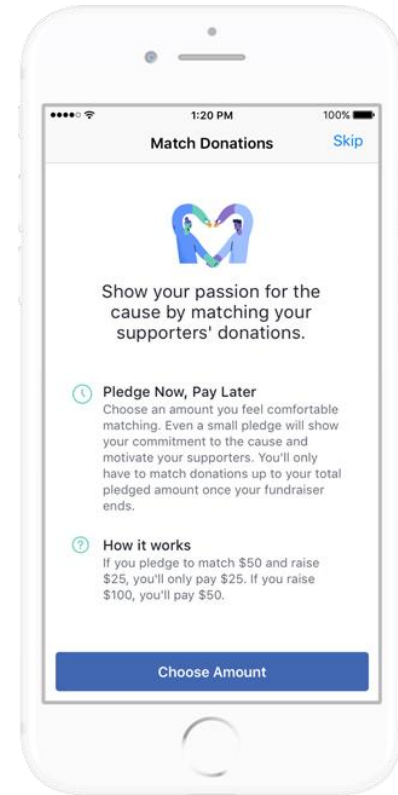 1:20 PM
100%
Match Donations
Skip
Show your passion for the
cause by matching your
supporters' donations.
Pledge Now, Pay Later
Choose an amount you feel comfortable
matching. Even a small pledge will show
your commitment to the cause and
motivate your supporters. You'll only
have to match donations up to your total
pledged amount once your fundraiser
ends.
How it works
If you pledge to match $50 and raise
$25, you'll only pay $25. If you raise
$100, you'll pay $50.
Choose Amount